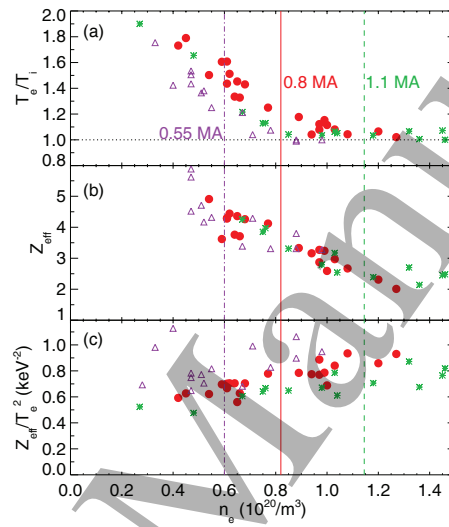 (a)
2.0
1.8
1.6
1.4
1.2
1.0
0.8
T_e/T_i
0.55 MA
0.8 MA
1.1 MA
(b)
5
4
3
2
1
Z_eff
(c)
1.0
0.8
0.6
0.4
0.2
0.0
Z_eff/T_e^2 (keV^-2)
0.0 0.2 0.4 0.6 0.8 1.0 1.2 1.4
n_e (10^20/m^3)
Manu